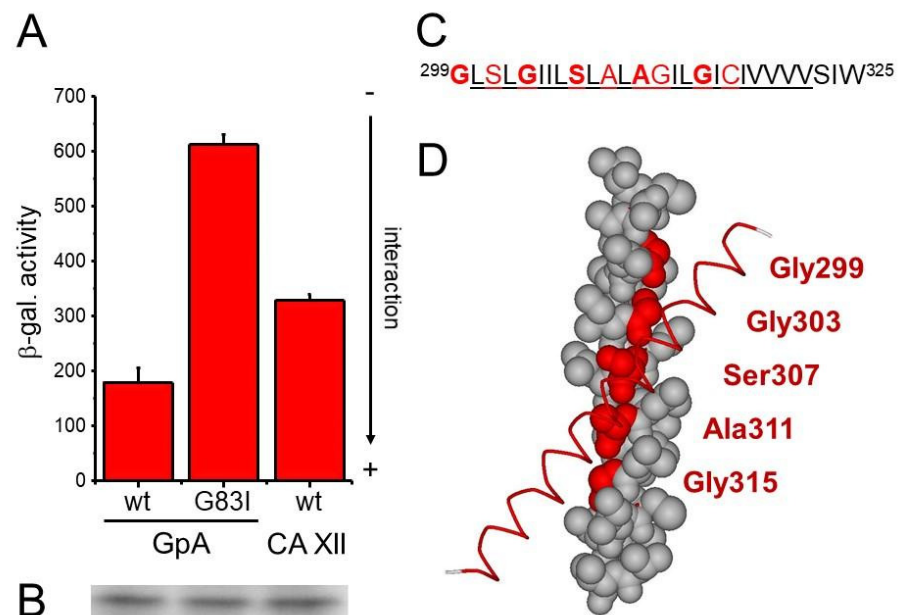 A
700
600
500
400
300
200
100
0
β-gal. activity
-
interaction
+
wt
G83I
wt
GpA
CA XII
B
C
²⁹⁹GLSLGIILSLALAGILGICIVVVVSIW³²⁵
D
Gly299
Gly303
Ser307
Ala311
Gly315